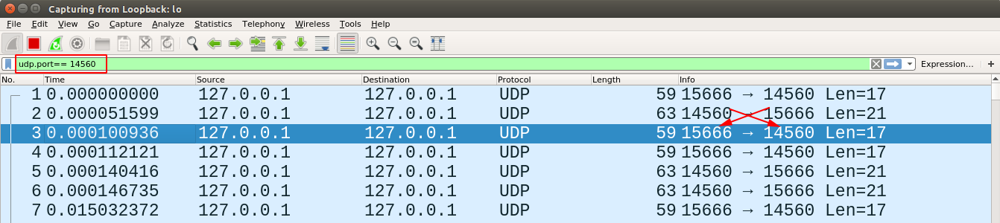 Capturing from Loopback: lo
File Edit View Go Capture Analyze Statistics Telephony Wireless Tools Help
udp.port== 14560 Expression... +
No. Time Source Destination Protocol Length Info
1 0.000000000 127.0.0.1 127.0.0.1 UDP 59 15666 → 14560 Len=17
2 0.000051599 127.0.0.1 127.0.0.1 UDP 63 14560 → 15666 Len=21
3 0.000100936 127.0.0.1 127.0.0.1 UDP 59 15666 → 14560 Len=17
4 0.000112121 127.0.0.1 127.0.0.1 UDP 59 15666 → 14560 Len=17
5 0.000140416 127.0.0.1 127.0.0.1 UDP 63 14560 → 15666 Len=21
6 0.000146735 127.0.0.1 127.0.0.1 UDP 63 14560 → 15666 Len=21
7 0.015032372 127.0.0.1 127.0.0.1 UDP 59 15666 → 14560 Len=17